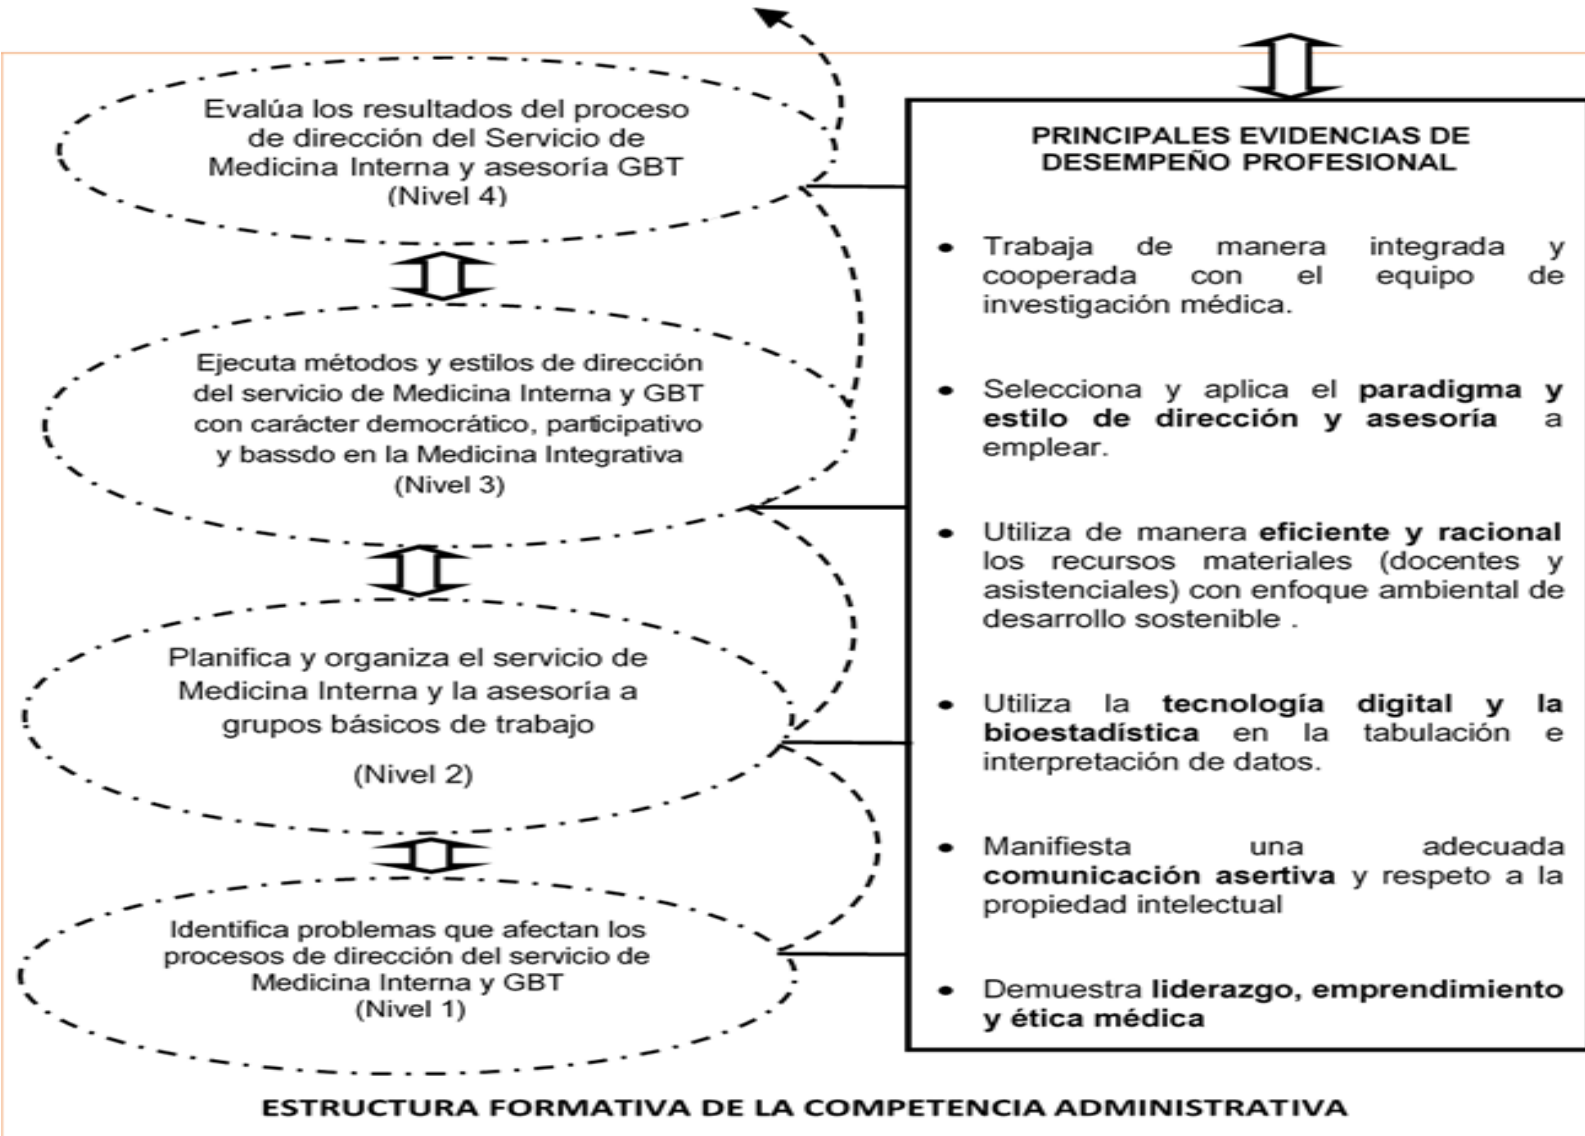 Evalúa los resultados del proceso
de dirección del Servicio de
Medicina Interna y asesoría GBT
(Nivel 4)
Ejecuta métodos y estilos de dirección
del servicio de Medicina Interna y GBT
con carácter democrático, participativo
y bassdo en la Medicina Integrativa
(Nivel 3)
Planifica y organiza el servicio de
Medicina Interna y la asesoría a
grupos básicos de trabajo
(Nivel 2)
Identifica problemas que afectan los
procesos de dirección del servicio de
Medicina Interna y GBT
(Nivel 1)
PRINCIPALES EVIDENCIAS DE
DESEMPEÑO PROFESIONAL
• Trabaja de manera integrada y
cooperada con el equipo de
investigación médica.
• Selecciona y aplica el paradigma y
estilo de dirección y asesoría a
emplear.
• Utiliza de manera eficiente y racional
los recursos materiales (docentes y
asistenciales) con enfoque ambiental de
desarrollo sostenible .
• Utiliza la tecnología digital y la
bioestadística en la tabulación e
interpretación de datos.
• Manifiesta una adecuada
comunicación asertiva y respeto a la
propiedad intelectual
• Demuestra liderazgo, emprendimiento
y ética médica
ESTRUCTURA FORMATIVA DE LA COMPETENCIA ADMINISTRATIVA